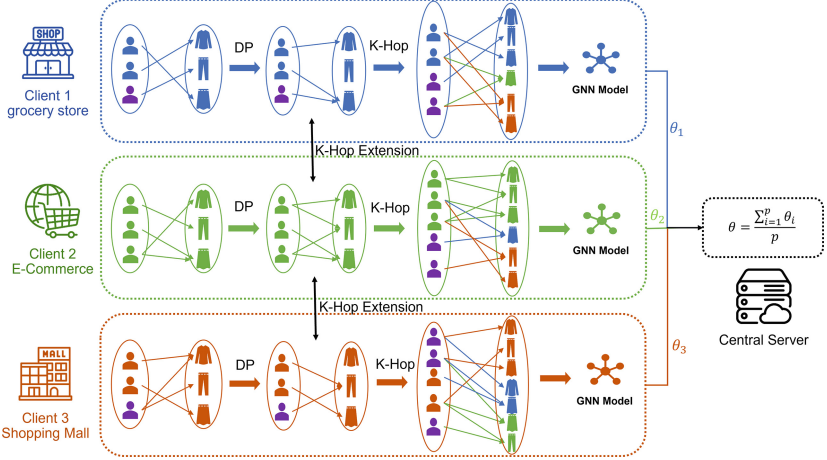 SHOP
Client 1
grocery store
DP
K-Hop
GNN Model
θ₁
K-Hop Extension
Client 2
E-Commerce
DP
K-Hop
GNN Model
θ₂
θ = ∑ᵢ₌₁ᵖ θᵢ / p
Central Server
K-Hop Extension
MALL
Client 3
Shopping Mall
DP
K-Hop
GNN Model
θ₃